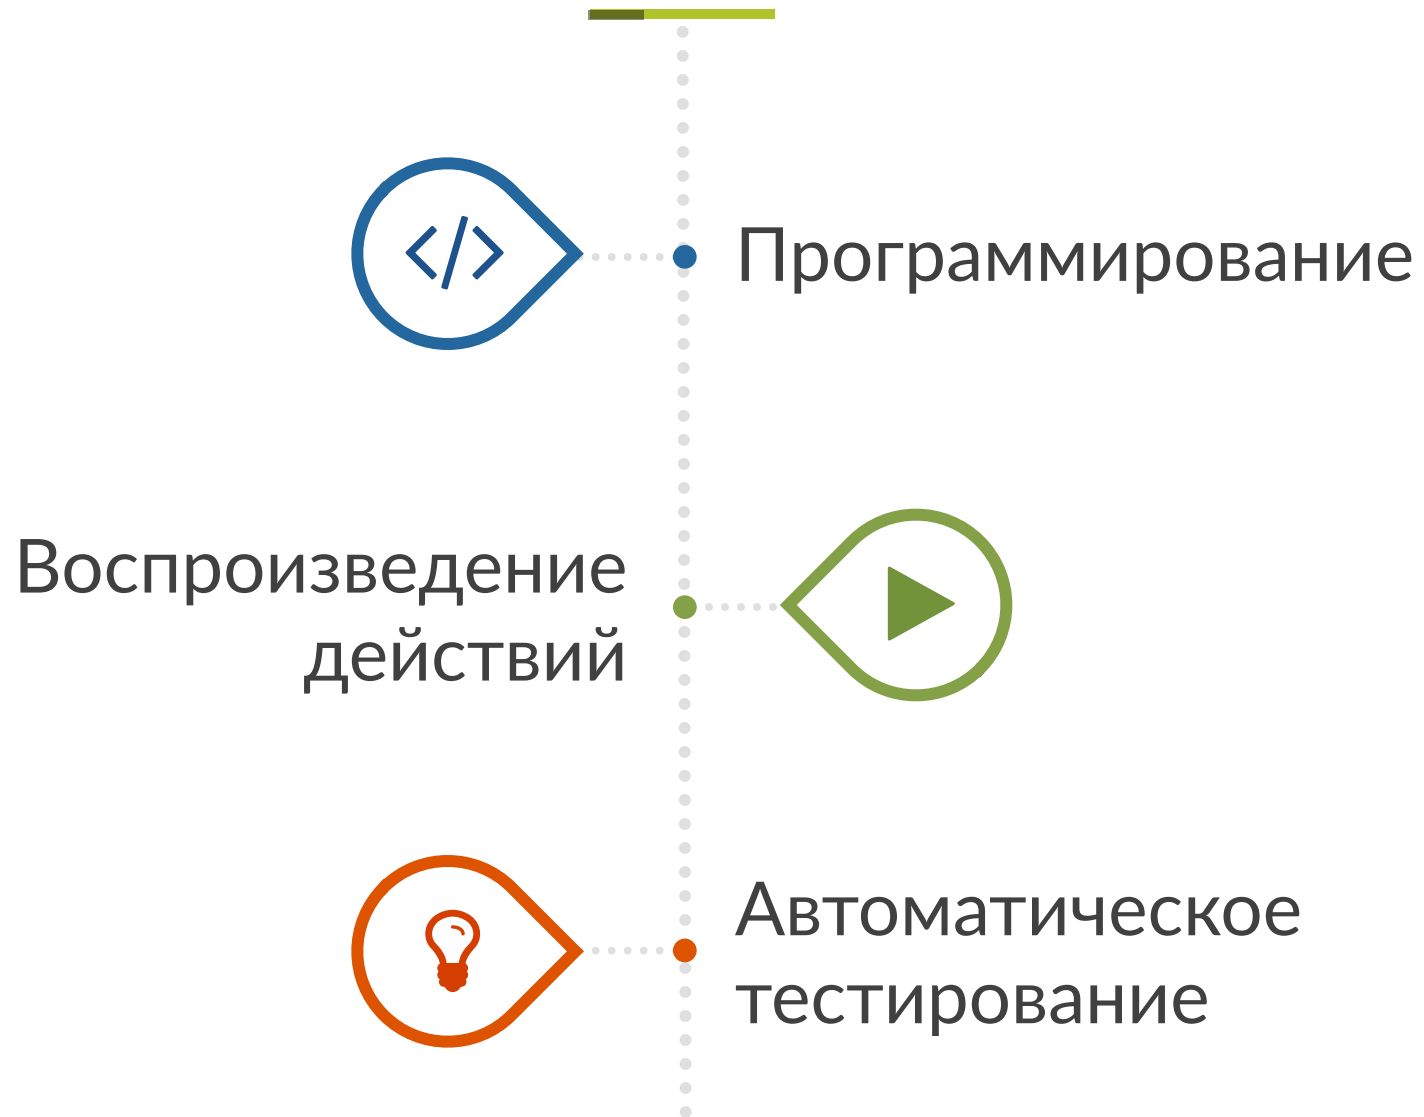 Программирование
Воспроизведение
действий
Автоматическое
тестирование